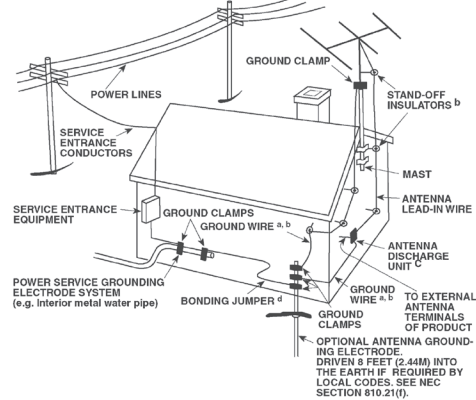 GROUND CLAMP
POWER LINES
STAND-OFF
INSULATORS b
SERVICE
ENTRANCE
CONDUCTORS
MAST
ANTENNA
LEAD-IN WIRE
SERVICE ENTRANCE
EQUIPMENT
GROUND CLAMPS
GROUND WIRE a, b
ANTENNA
DISCHARGE
UNIT C
POWER SERVICE GROUNDING
ELECTRODE SYSTEM
(e.g. Interior metal water pipe)
BONDING JUMPER d
GROUND
WIRE a, b
TO EXTERNAL
ANTENNA
TERMINALS
OF PRODUCT
GROUND
CLAMPS
OPTIONAL ANTENNA GROUND-
ING ELECTRODE.
DRIVEN 8 FEET (2.44M) INTO
THE EARTH IF REQUIRED BY
LOCAL CODES. SEE NEC
SECTION 810.21(f).